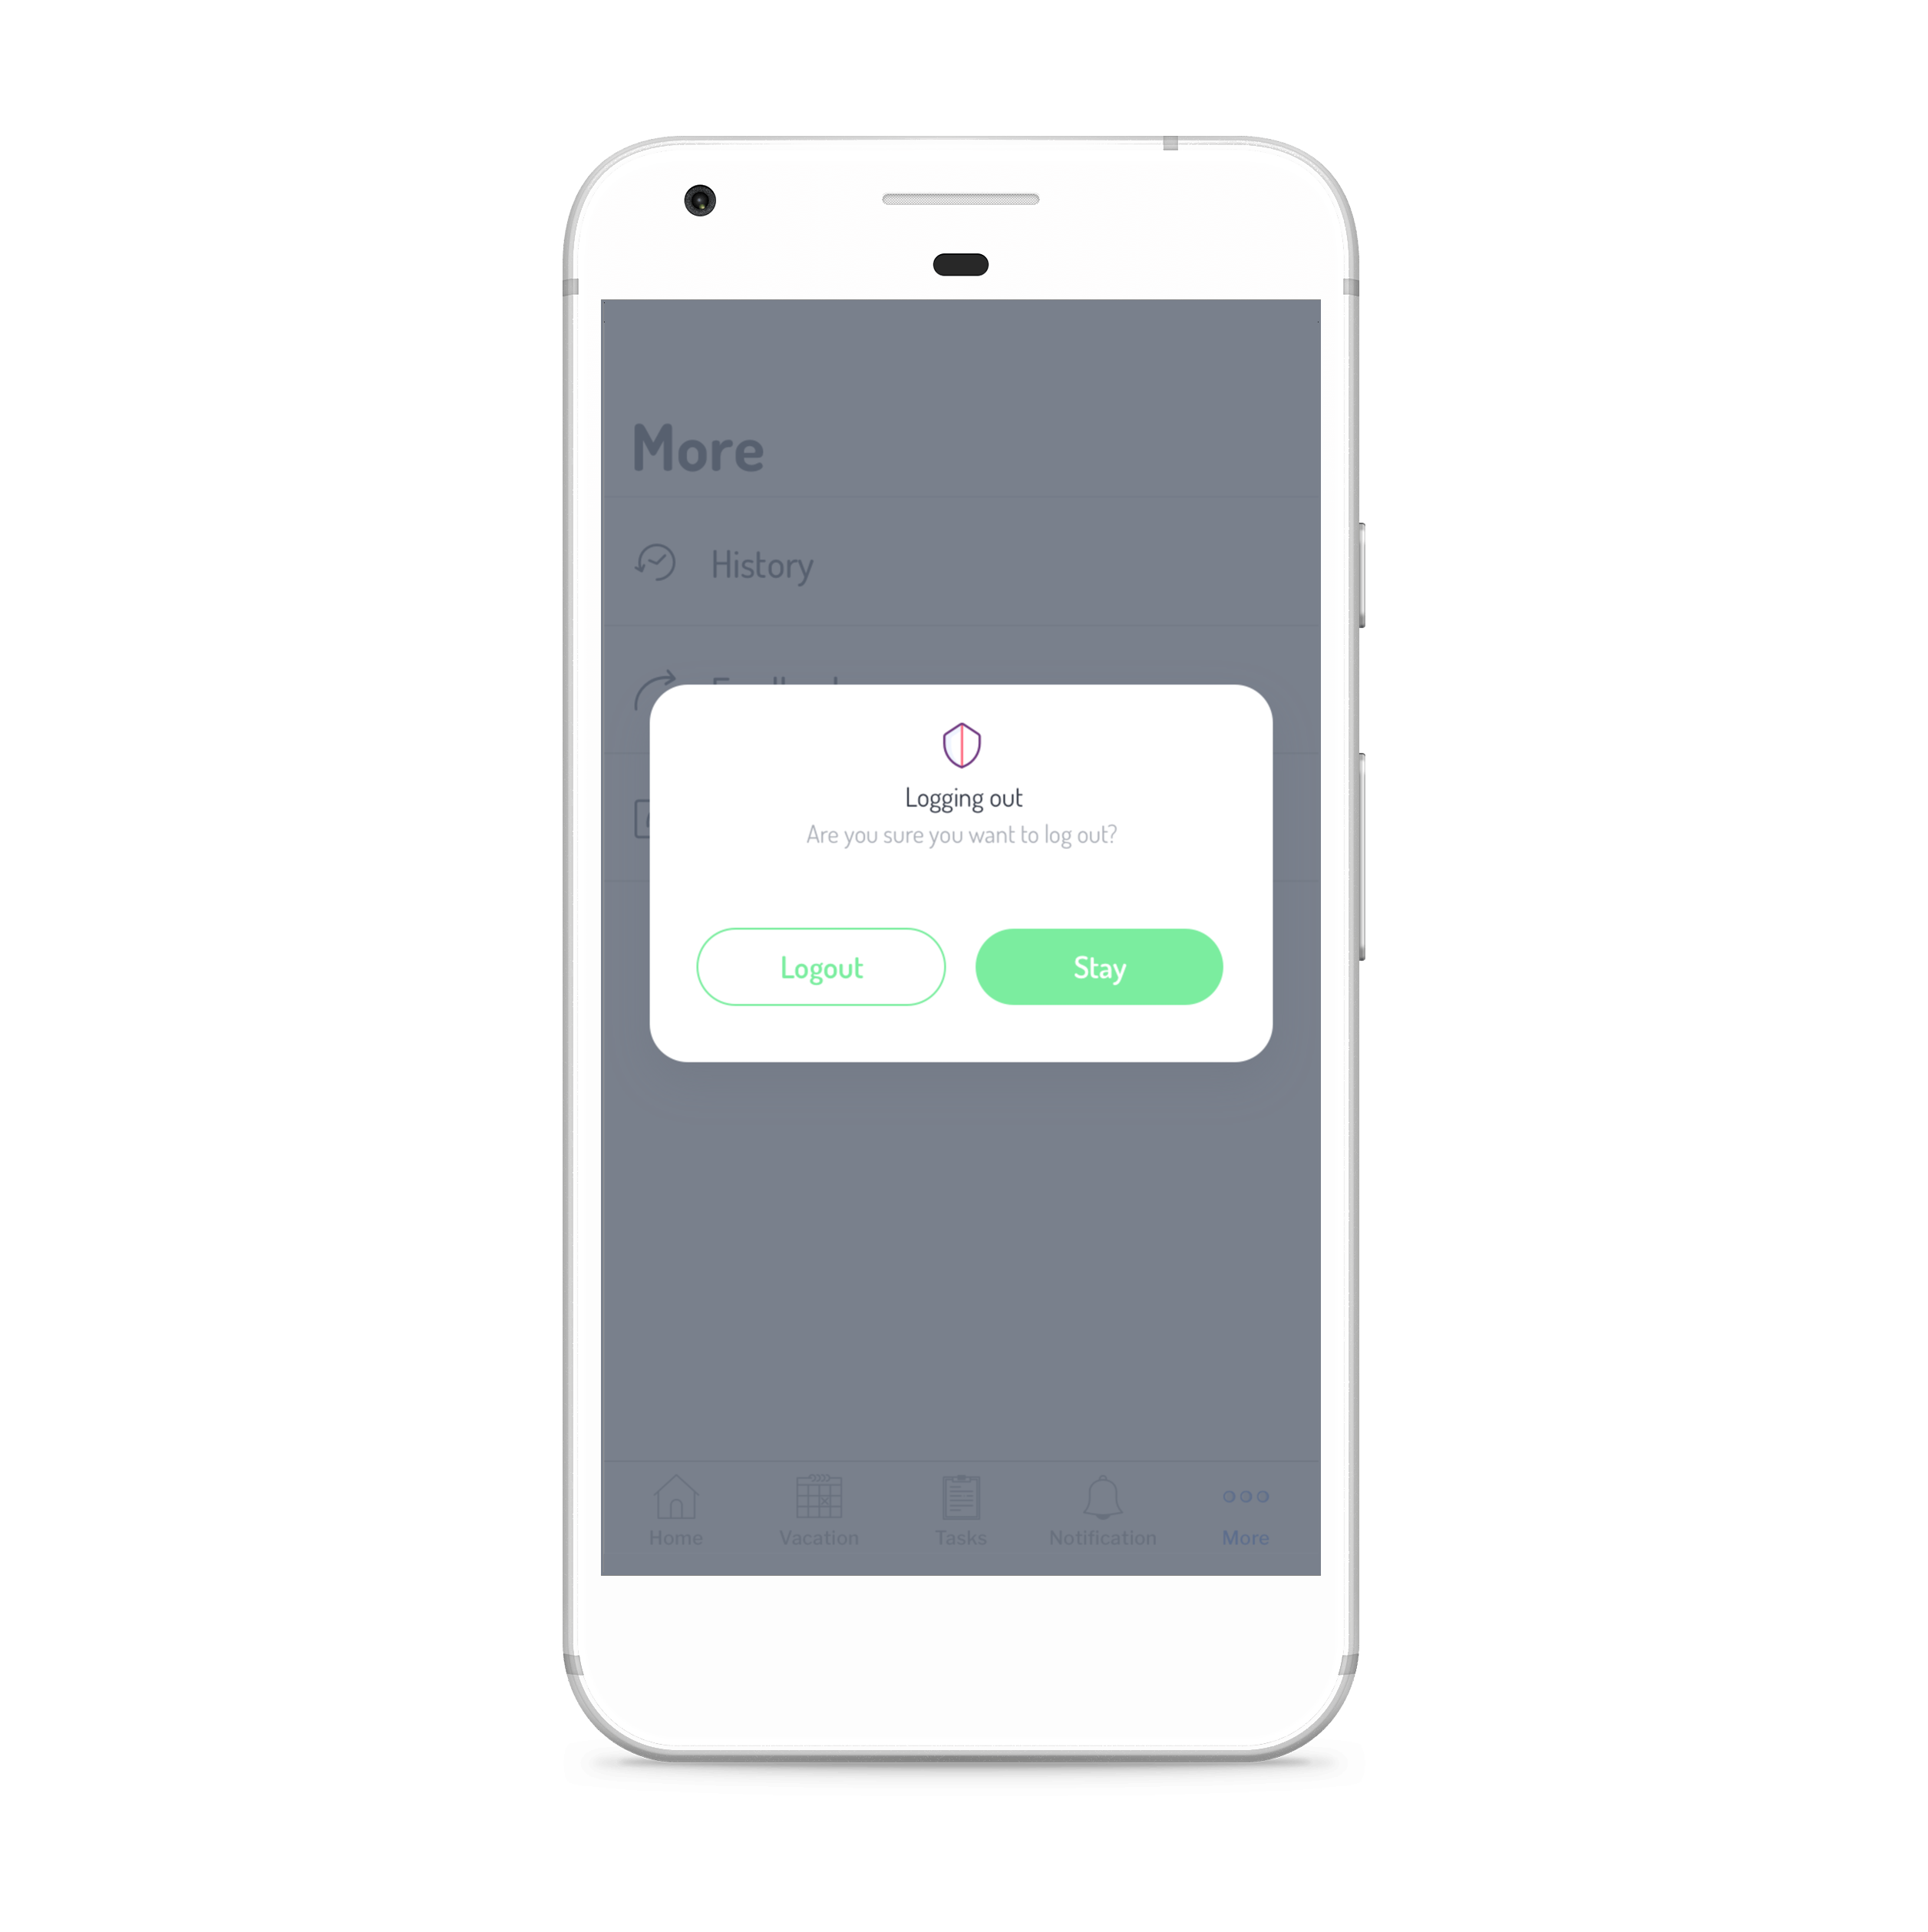 More
History
Logging out
Are you sure you want to log out?
Logout
Stay
Home
Vacation
Tasks
Notification
More